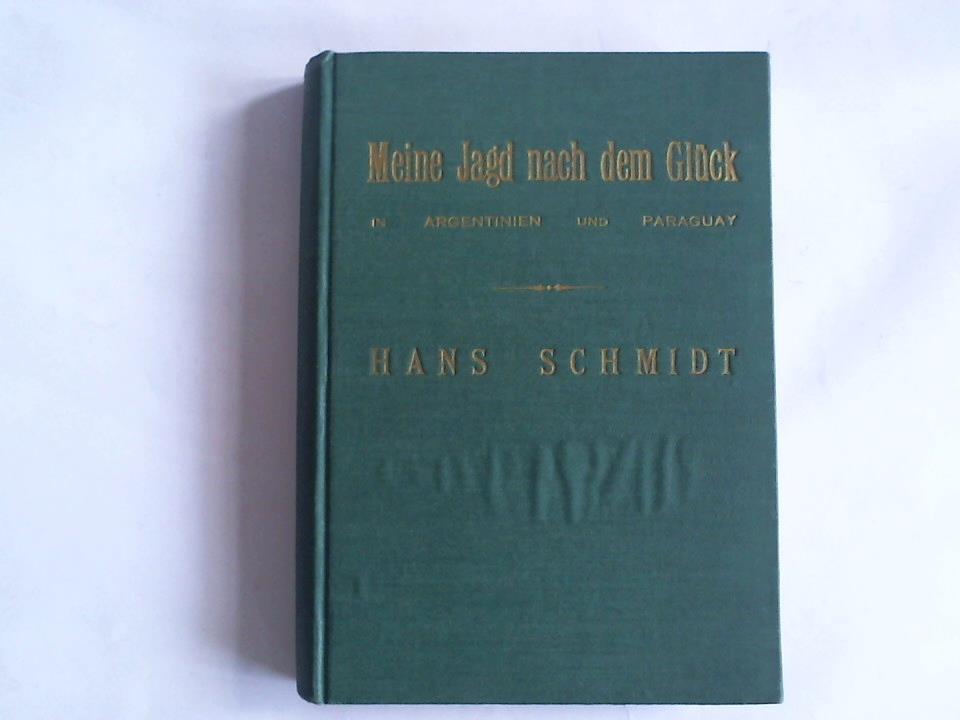 Meine Jagd nach dem Glück
IN ARGENTINIEN UND PARAGUAY
HANS SCHMIDT